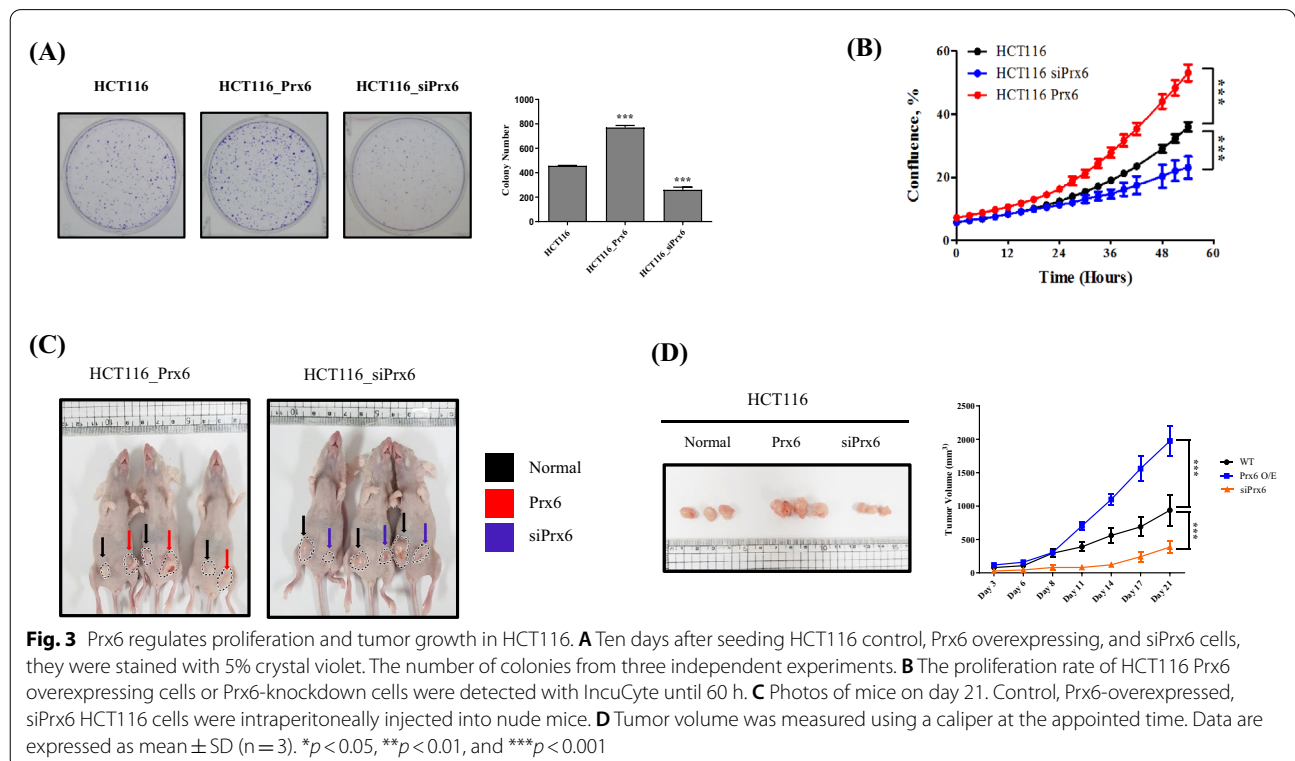 (A)
HCT116 HCT116_Prx6 HCT116_siPrx6
Colony Number
1000
800
600
400
200
0
***
***
HCT116
HCT116_Prx6
HCT116_siPrx6
(B)
HCT116
HCT116 siPrx6
HCT116 Prx6
Confluence, %
60
40
20
0
0 12 24 36 48 60
Time (Hours)
***
***
(C)
HCT116_Prx6 HCT116_siPrx6
Normal
Prx6
siPrx6
(D)
HCT116
Normal Prx6 siPrx6
Tumor Volume (mm³)
2500
2000
1500
1000
500
0
Day 3
Day 6
Day 8
Day 11
Day 14
Day 17
Day 21
***
***
WT
Prx6 O/E
siPrx6
Fig. 3 Prx6 regulates proliferation and tumor growth in HCT116. A Ten days after seeding HCT116 control, Prx6 overexpressing, and siPrx6 cells,
they were stained with 5% crystal violet. The number of colonies from three independent experiments. B The proliferation rate of HCT116 Prx6
overexpressing cells or Prx6-knockdown cells were detected with IncuCyte until 60 h. C Photos of mice on day 21. Control, Prx6-overexpressed,
siPrx6 HCT116 cells were intraperitoneally injected into nude mice. D Tumor volume was measured using a caliper at the appointed time. Data are
expressed as mean ± SD (n = 3). *p < 0.05, **p < 0.01, and ***p < 0.001